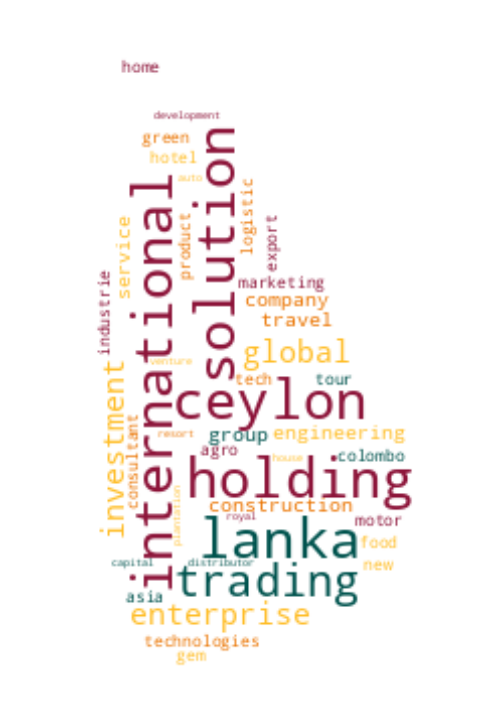 home
development
green
hotel
auto
solution
international
logistic
product
export
service
industrie
marketing
company
travel
global
venture
tech
tour
investment
ceylon
consultant
resort
group
engineering
agro
house
colombo
holding
plantation
construction
royal
motor
lanka
food
capital
distributor
new
trading
asia
enterprise
technologies
gem